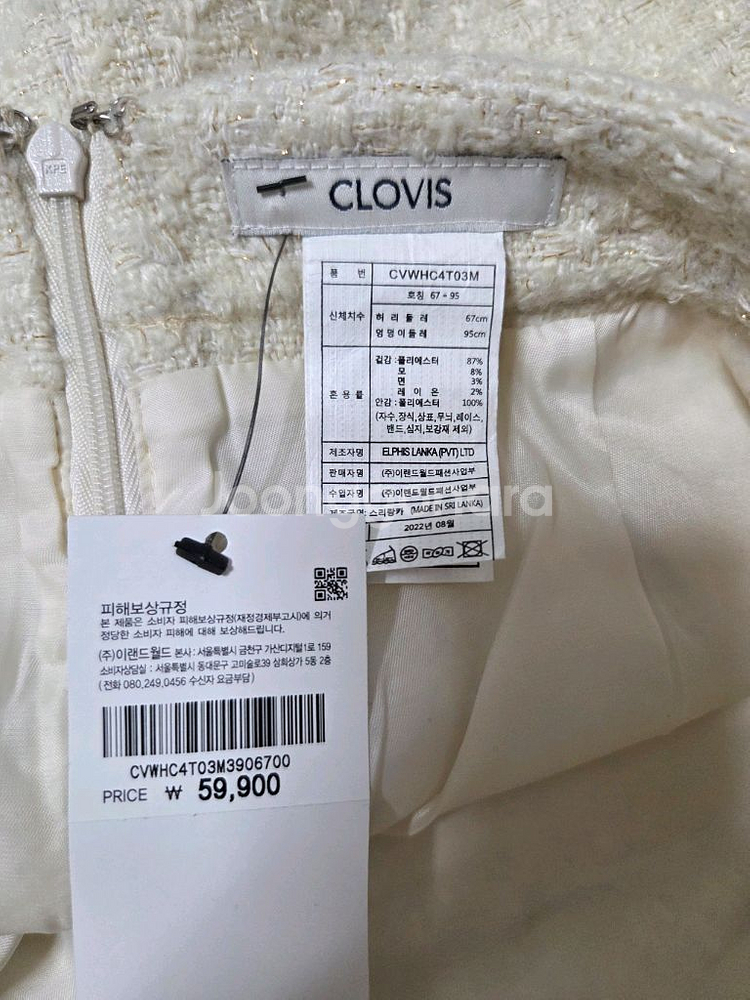 KPS
CLOVIS
품 번 CVWHC4T03M
신체치수 호칭 67 - 95
허리둘레 67cm
엉덩이둘레 95cm
혼용률 겉감 : 폴리에스터 87%
모 8%
면 3%
레이온 2%
안감 : 폴리에스터 100%
(자수,장식,상표,무늬,레이스,
밴드,심지,보강재 제외)
제조자명 ELPHIS LANKA (PVT) LTD
판매자명 (주)이랜드월드패션사업부
수입자명 (주)이랜드월드패션사업부
제조국명 : 스리랑카 (MADE IN SRI LANKA)
2022년 08월
Joonggonara
피해보상규정
본 제품은 소비자 피해보상규정(재정경제부고시)에 의거
정당한 소비자 피해에 대해 보상해드립니다.
(주)이랜드월드 본사 : 서울특별시 금천구 가산디지털1로 159
소비자상담실 : 서울특별시 동대문구 고미술로39 삼희상가 5동 2층
(전화 080.249.0456 수신자 요금부담)
CVWHC4T03M3906700
PRICE ₩ 59,900